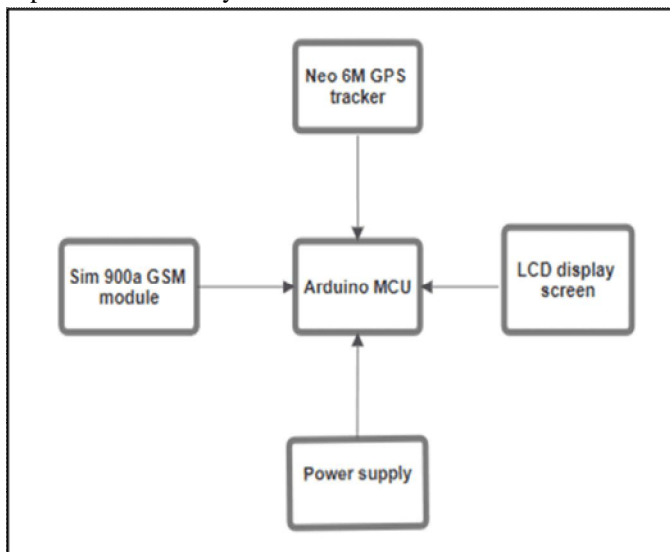 Neo 6M GPS
tracker
Sim 900a GSM
module
Arduino MCU
LCD display
screen
Power supply